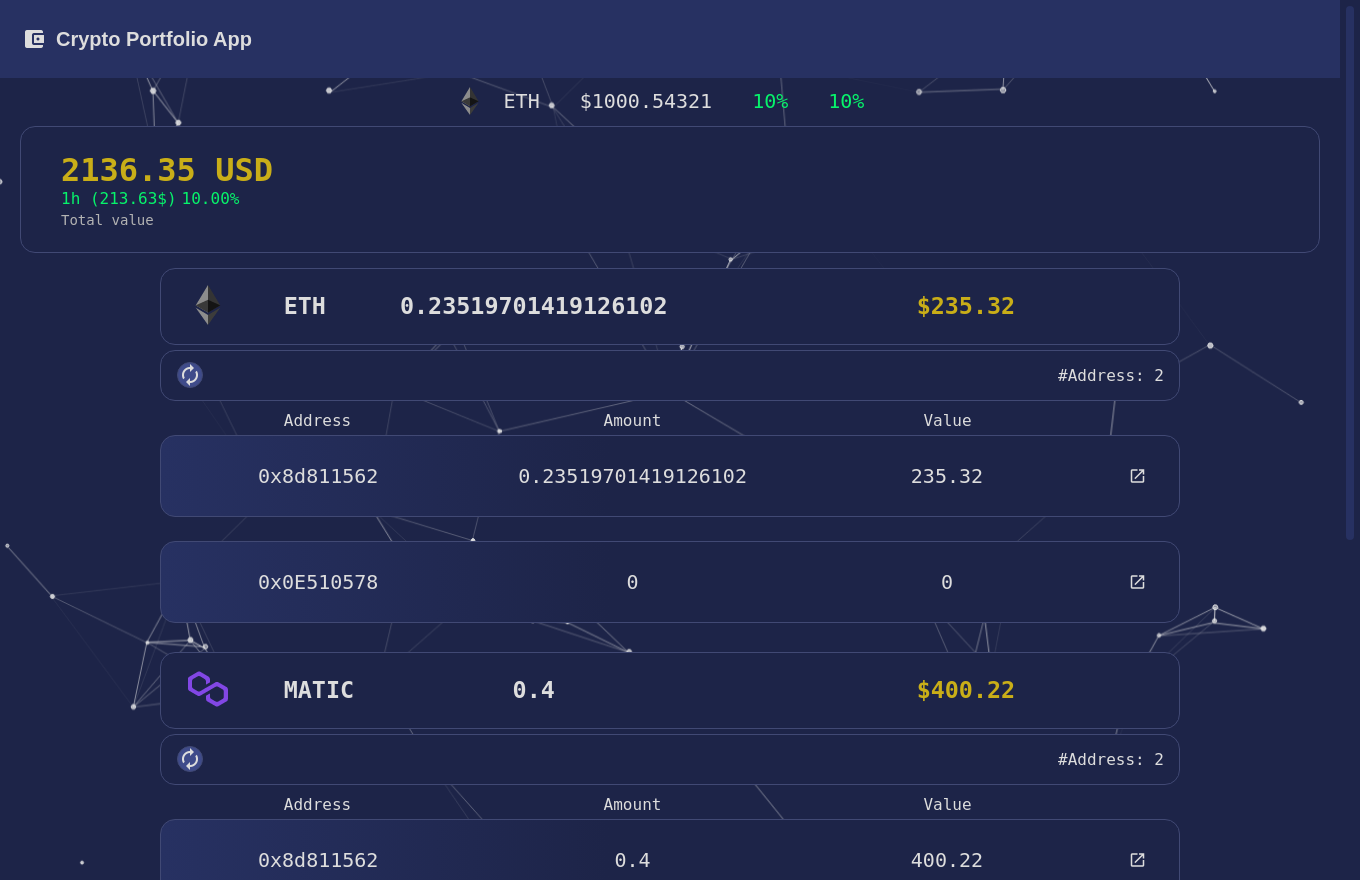 Crypto Portfolio App
ETH $1000.54321 10% 10%
2136.35 USD
1h (213.63$) 10.00%
Total value
ETH 0.23519701419126102 $235.32
#Address: 2
Address Amount Value
0x8d811562 0.23519701419126102 235.32
0x0E510578 0 0
MATIC 0.4 $400.22
#Address: 2
Address Amount Value
0x8d811562 0.4 400.22